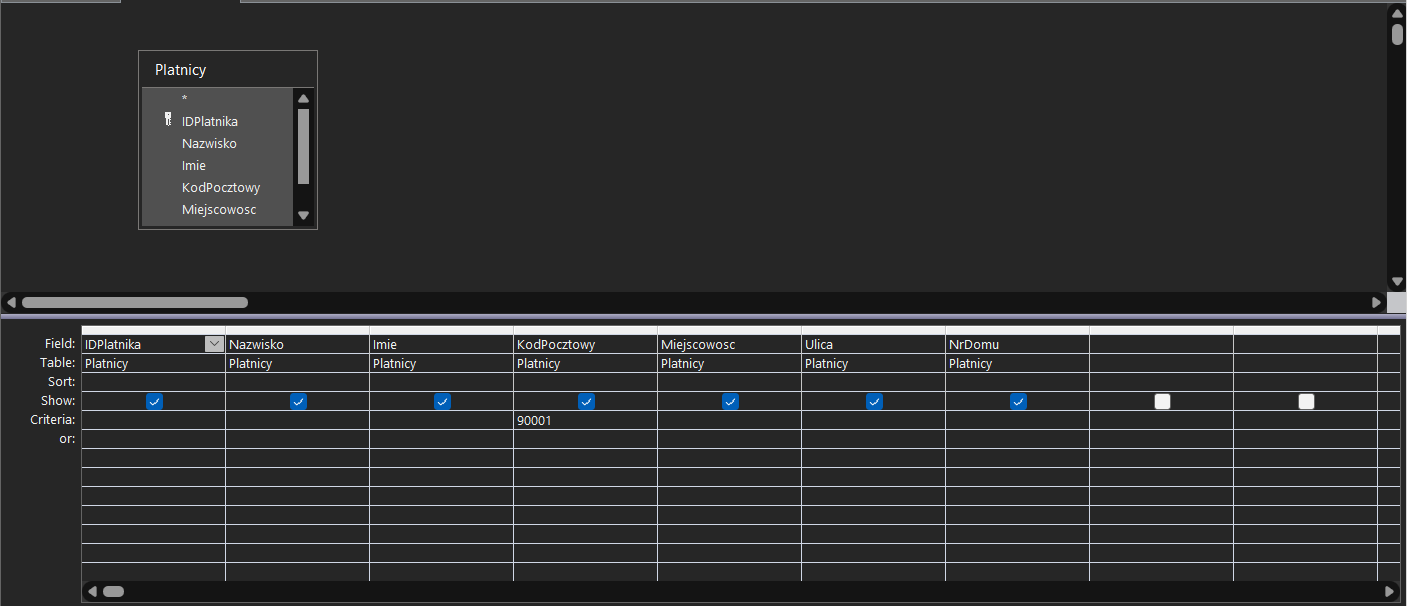 Platnicy
*
IDPlatnika
Nazwisko
Imie
KodPocztowy
Miejscowosc
Field: IDPlatnika Nazwisko Imie KodPocztowy Miejscowosc Ulica NrDomu
Table: Platnicy Platnicy Platnicy Platnicy Platnicy Platnicy Platnicy
Sort:
Show:
Criteria: 90001
or: